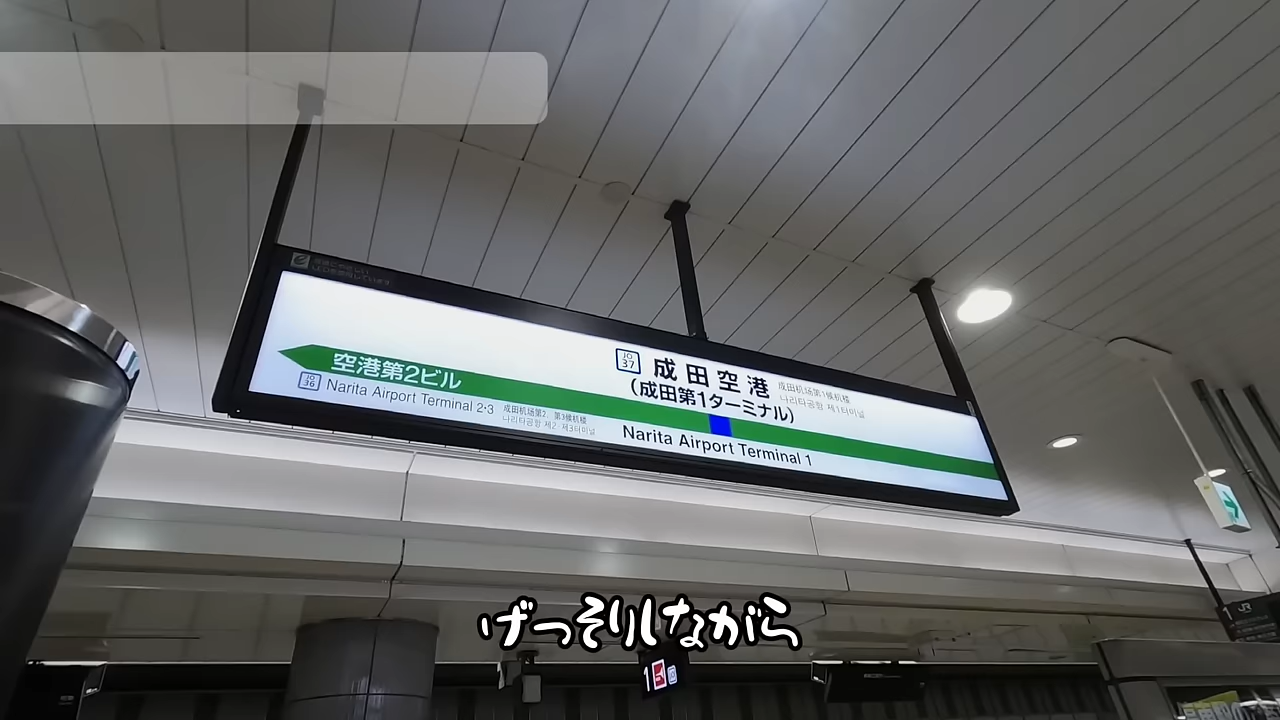 JO
37
成田空港
(成田第1ターミナル)
成田机场第1候机楼
나리타공항 제1터미널
Narita Airport Terminal 1
空港第2ビル
JO
36
Narita Airport Terminal 2·3
成田机场第2、第3候机楼
나리타공항 제2·제3터미널
JR
げっそりしながら
1